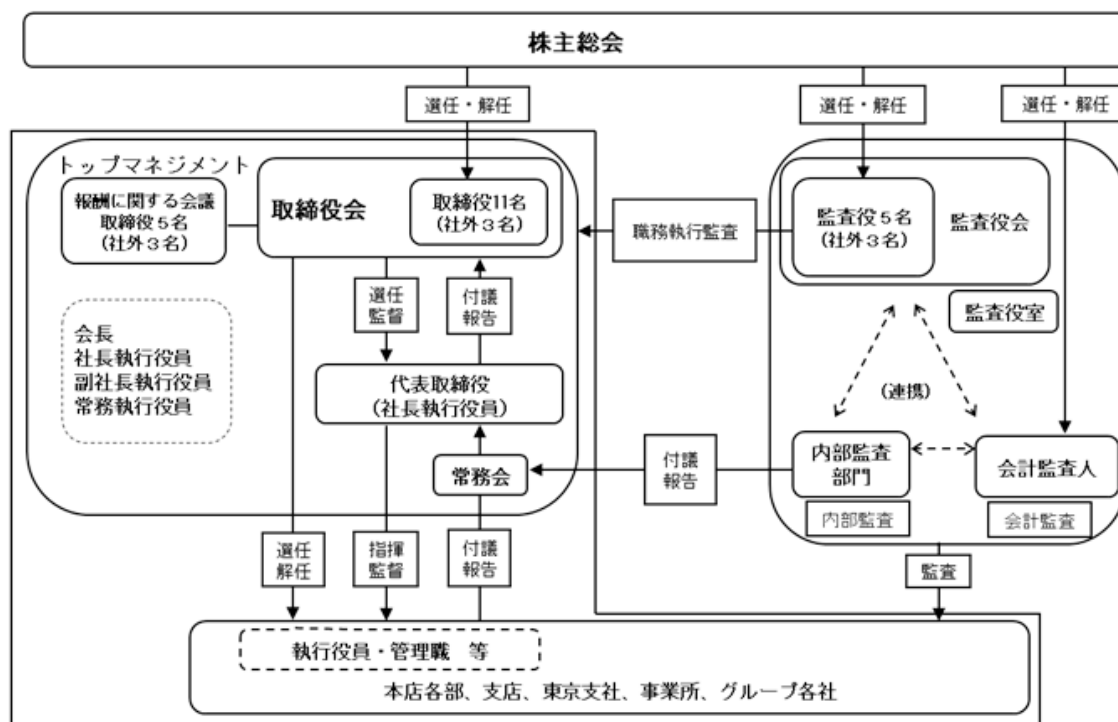 株主総会
選任・解任
選任・解任
選任・解任
トップマネジメント
報酬に関する会議
取締役５名
(社外３名)
取締役会
取締役11名
(社外３名)
職務執行監査
監査役５名
(社外３名)
監査役会
監査役室
選任
監督
付議
報告
会長
社長執行役員
副社長執行役員
常務執行役員
代表取締役
(社長執行役員)
(連携)
常務会
付議
報告
内部監査
部門
会計監査人
内部監査
会計監査
選任
解任
指揮
監督
付議
報告
監査
執行役員・管理職　等
本店各部、支店、東京支社、事業所、グループ各社